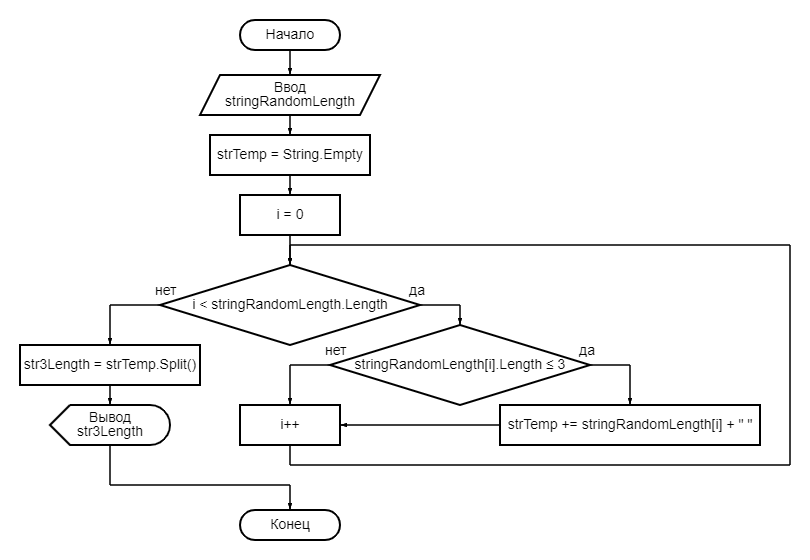 Начало
Ввод
stringRandomLength
strTemp = String.Empty
i = 0
нет
да
i < stringRandomLength.Length
нет
да
stringRandomLength[i].Length ≤ 3
str3Length = strTemp.Split()
Вывод
str3Length
i++
strTemp += stringRandomLength[i] + " "
Конец